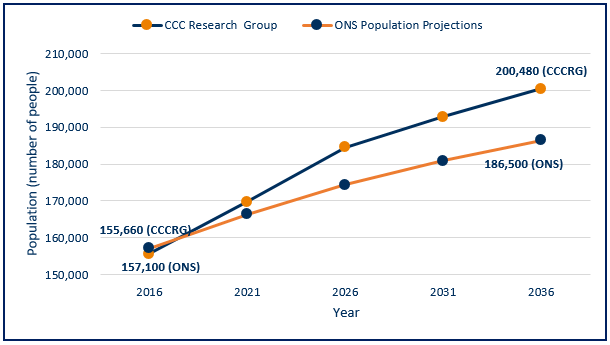 CCC Research Group
ONS Population Projections
210,000
200,000
190,000
180,000
170,000
160,000
150,000
Population (number of people)
200,480 (CCCRG)
186,500 (ONS)
155,660 (CCCRG)
157,100 (ONS)
2016 2021 2026 2031 2036
Year